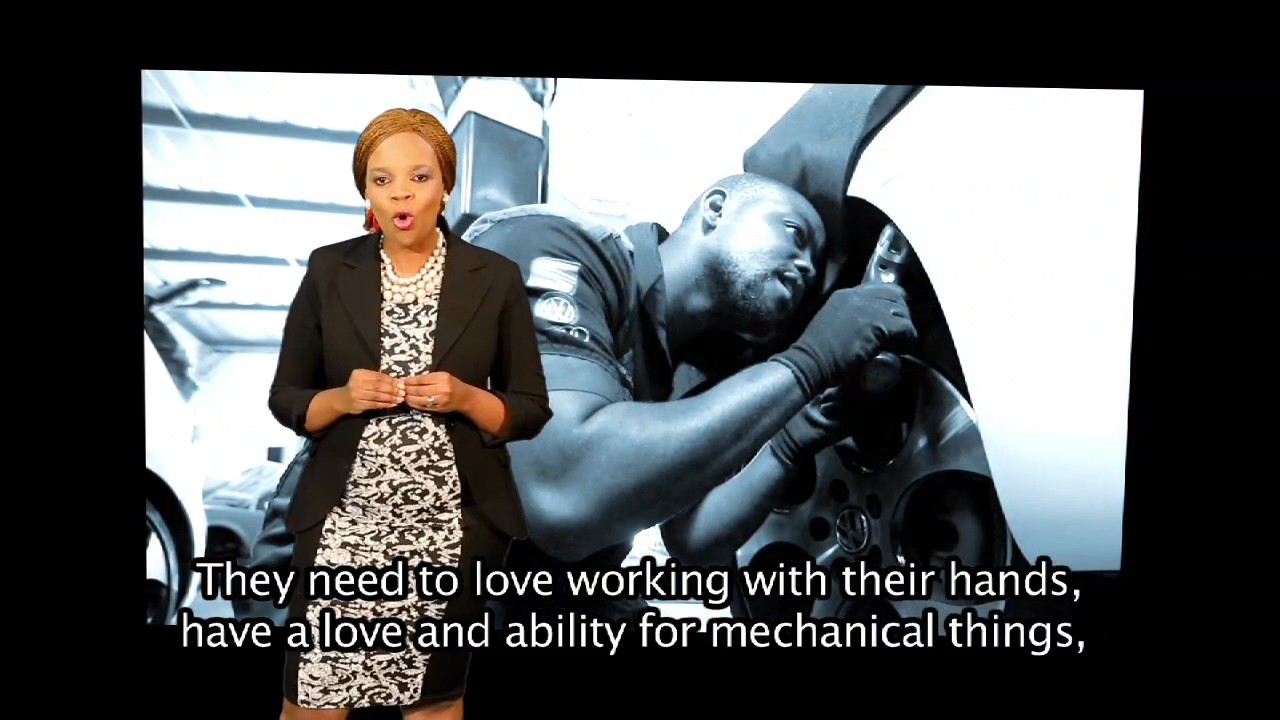 They need to love working with their hands,
have a love and ability for mechanical things,